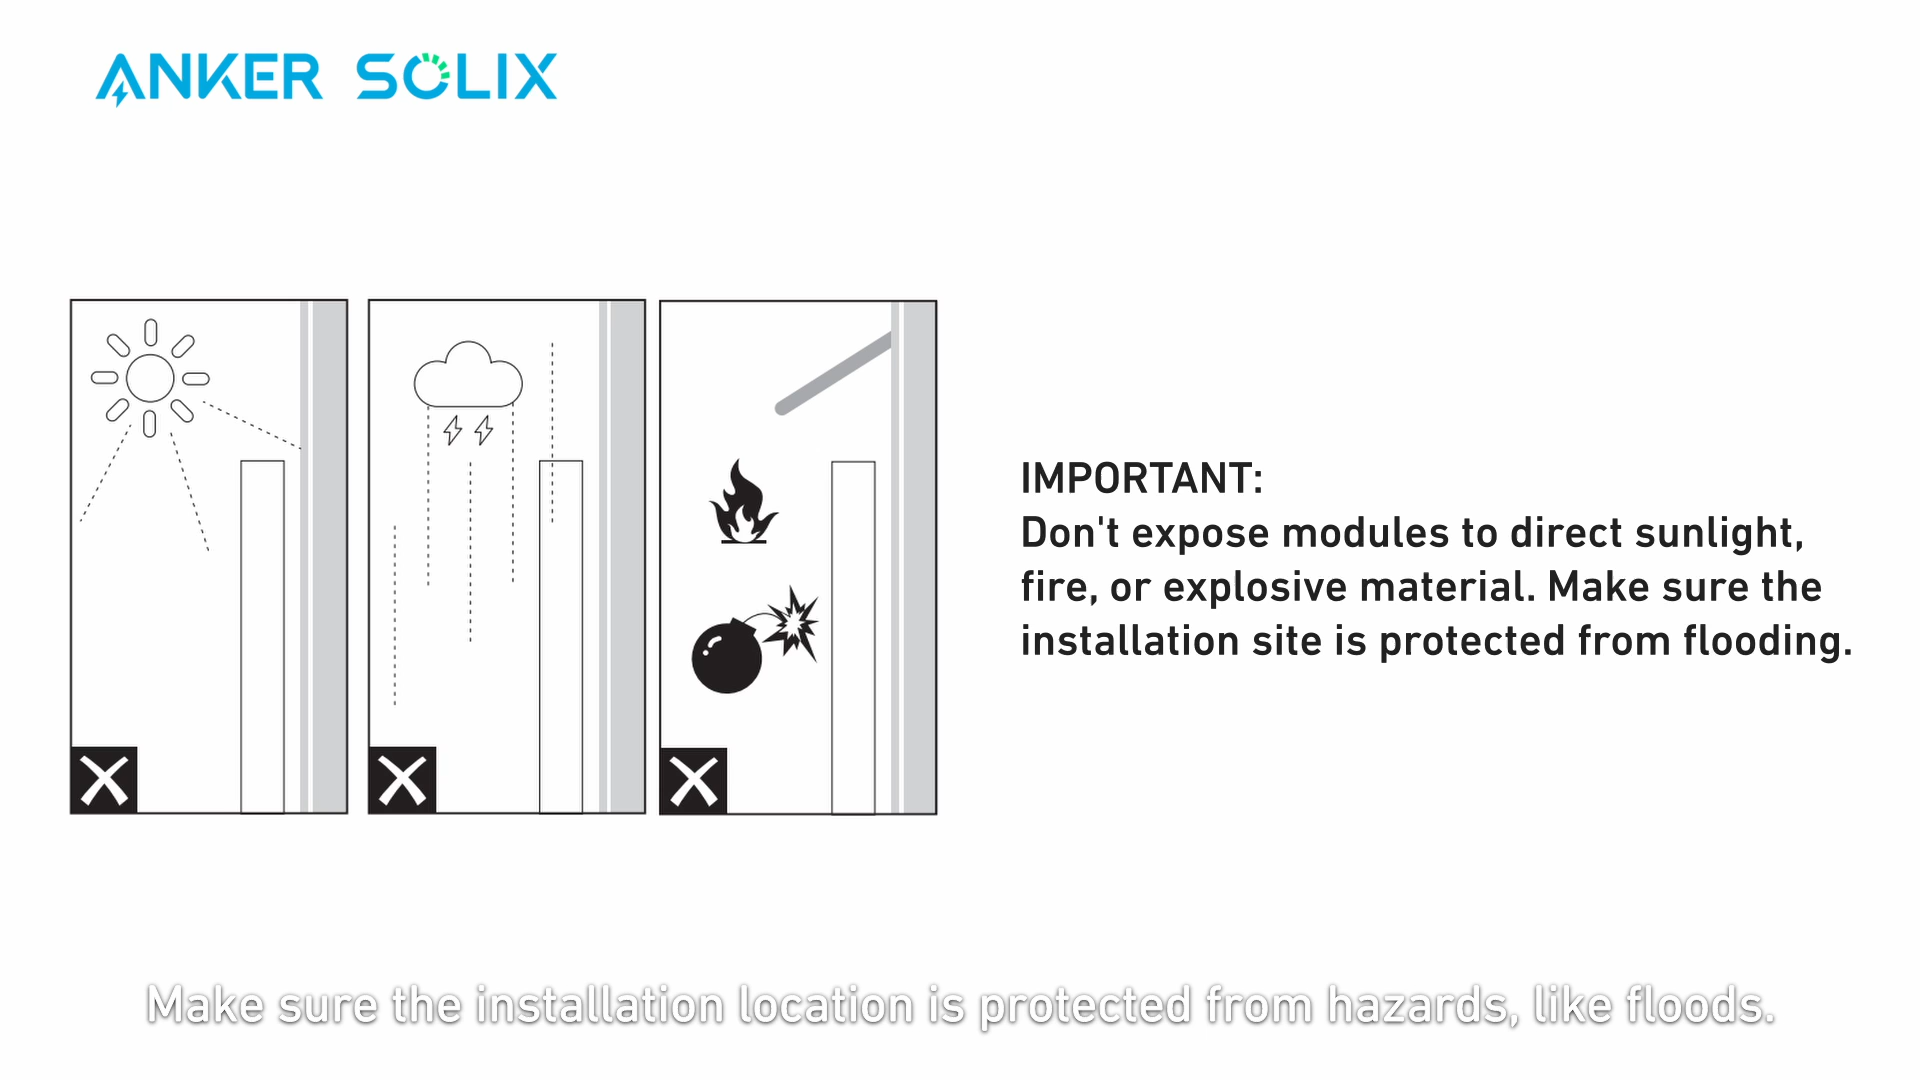 ANKER SOLIX
IMPORTANT:
Don't expose modules to direct sunlight,
fire, or explosive material. Make sure the
installation site is protected from flooding.
Make sure the installation location is protected from hazards, like floods.